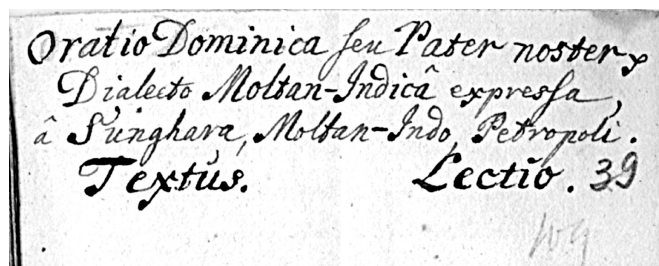 Oratio Dominica seu Pater noster,
Dialecto Moltan-Indicâ expressa,
â Sunghara, Moltan-Indo, Petropoli.
Textus. Lectio. 39